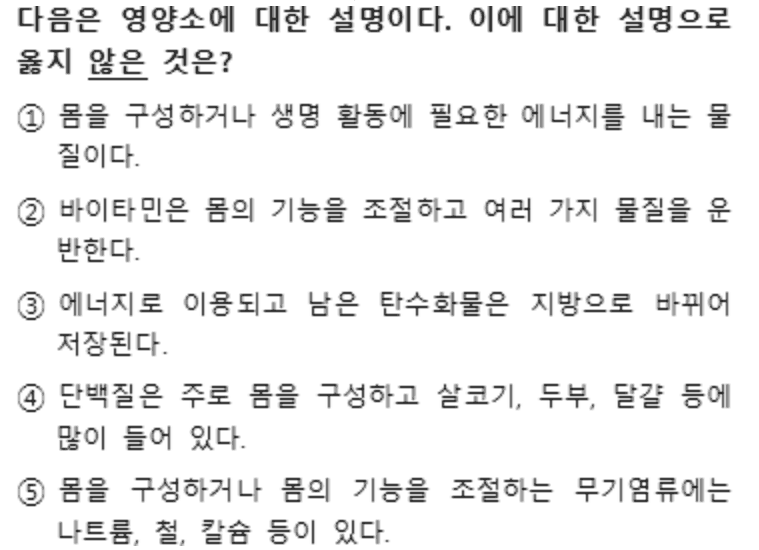 다음은 영양소에 대한 설명이다. 이에 대한 설명으로
옳지 않은 것은?
① 몸을 구성하거나 생명 활동에 필요한 에너지를 내는 물
질이다.
② 바이타민은 몸의 기능을 조절하고 여러 가지 물질을 운
반한다.
③ 에너지로 이용되고 남은 탄수화물은 지방으로 바뀌어
저장된다.
④ 단백질은 주로 몸을 구성하고 살코기, 두부, 달걀 등에
많이 들어 있다.
⑤ 몸을 구성하거나 몸의 기능을 조절하는 무기염류에는
나트륨, 철, 칼슘 등이 있다.